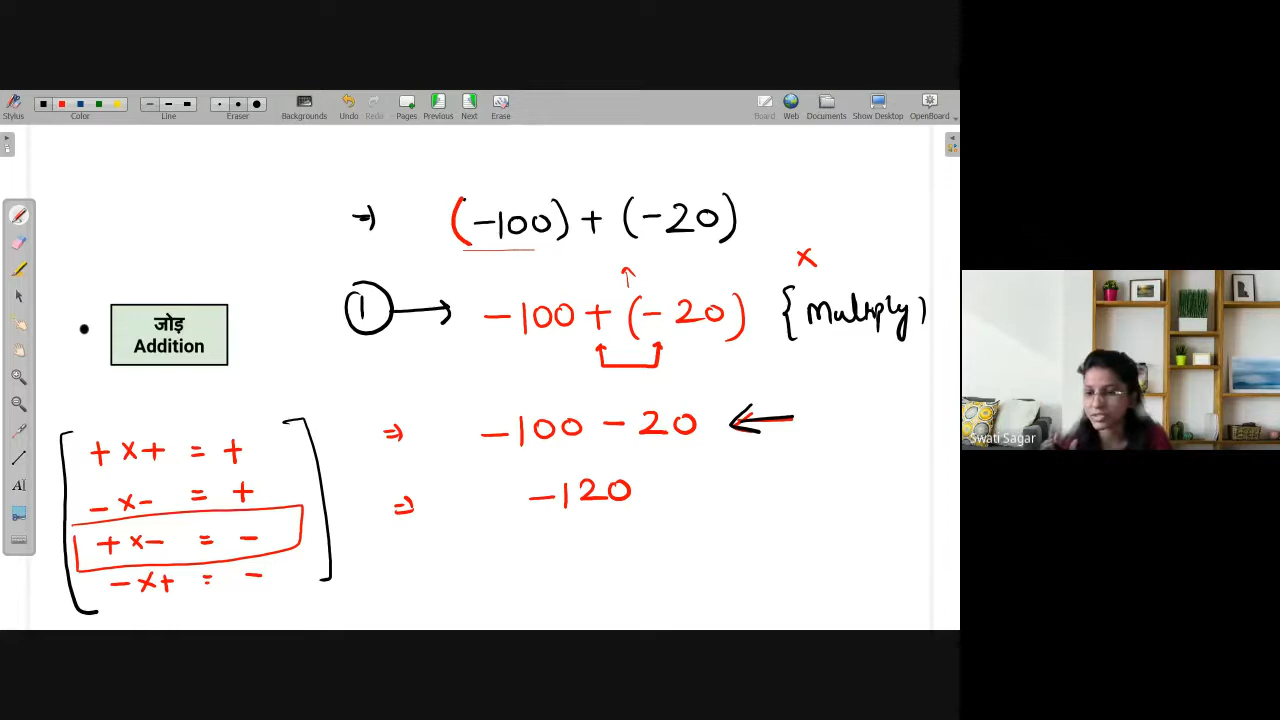 Stylus Color Line Eraser Backgrounds Undo Redo Pages Previous Next Erase Board Web Documents Show Desktop OpenBoard
→ (-100) + (-20)
×
① → -100 + (-20) {Multiply}
जोड़
Addition
⇒ -100 - 20 ←
⇒ -120
+ × + = +
- × - = +
+ × - = -
- × + = -
Swati Sagar